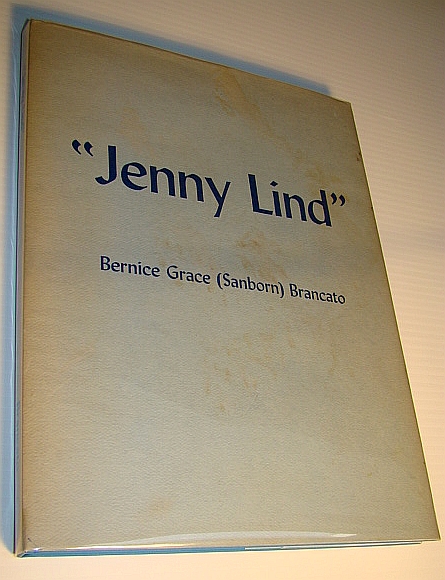 “Jenny Lind”
Bernice Grace (Sanborn) Brancato